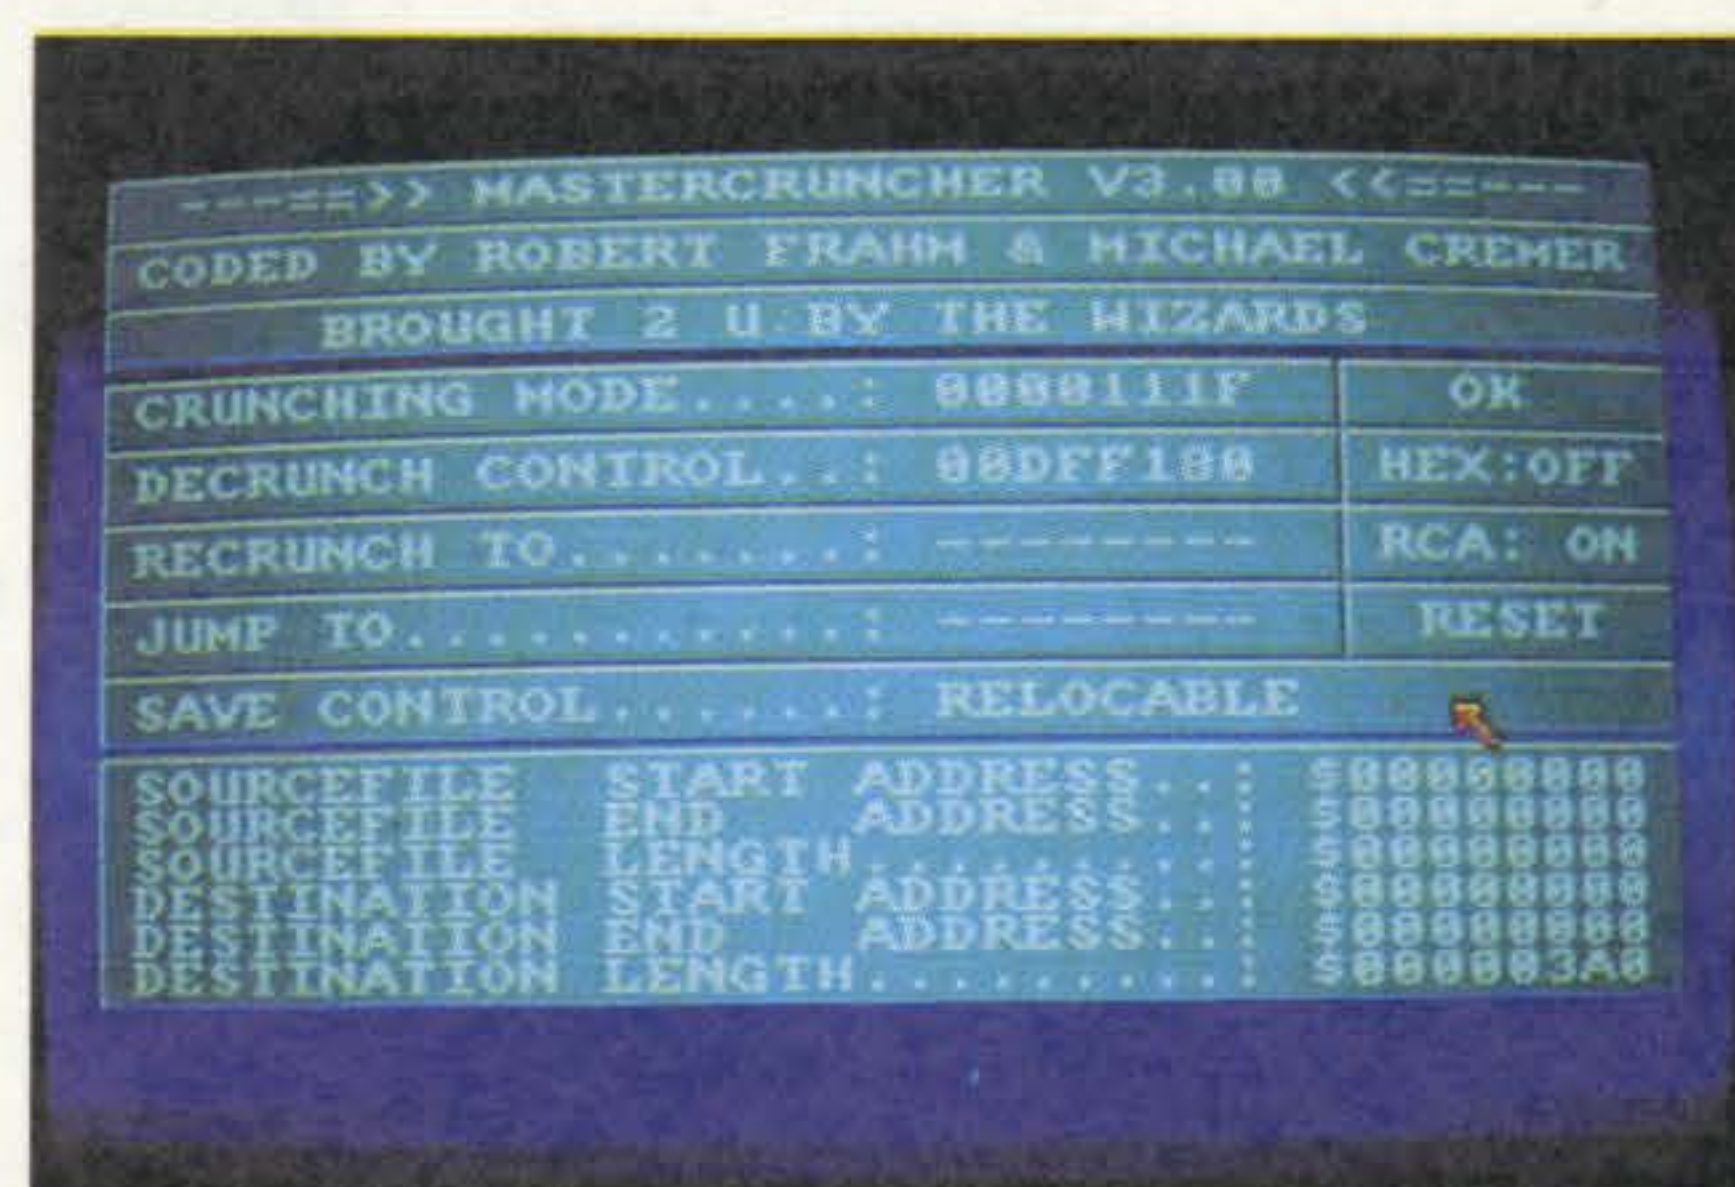 ---==>> MASTERCRUNCHER V3.00 <<==---
CODED BY ROBERT FRAHM & MICHAEL CREMER
BROUGHT 2 U BY THE WIZARDS
CRUNCHING MODE....: 0000111F OK
DECRUNCH CONTROL..: 00DFF180 HEX:OFF
RECRUNCH TO.......: -------- RCA: ON
JUMP TO...........: -------- RESET
SAVE CONTROL......: RELOCABLE
SOURCEFILE START ADDRESS..: $00000000
SOURCEFILE END ADDRESS..: $00000000
SOURCEFILE LENGTH.........: $00000000
DESTINATION START ADDRESS..: $00000000
DESTINATION END ADDRESS..: $00000000
DESTINATION LENGTH.........: $000003A0